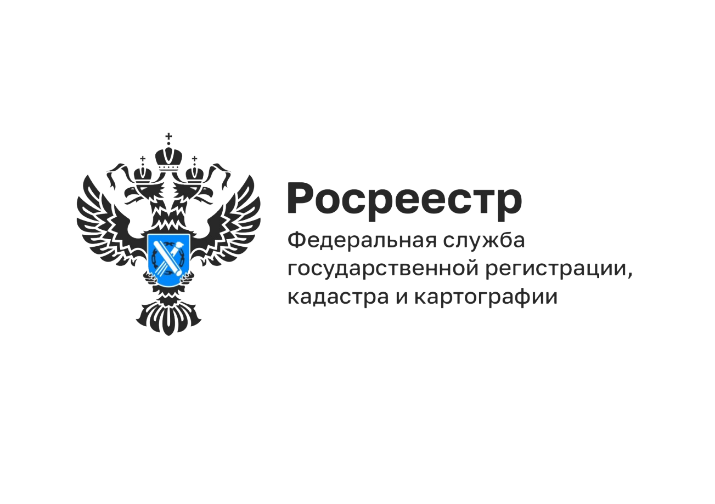 Росреестр
Федеральная служба
государственной регистрации,
кадастра и картографии